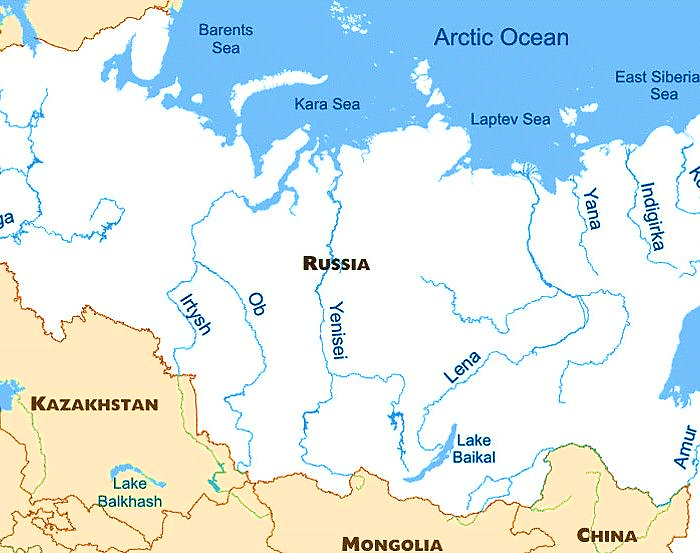 Barents
Sea
Arctic Ocean
East Siberia
Sea
Kara Sea
Laptev Sea
Yana
Indigirka
ga
RUSSIA
Irtysh
Ob
Yenisei
Lena
KAZAKHSTAN
Lake
Baikal
Amur
Lake
Balkhash
MONGOLIA
CHINA